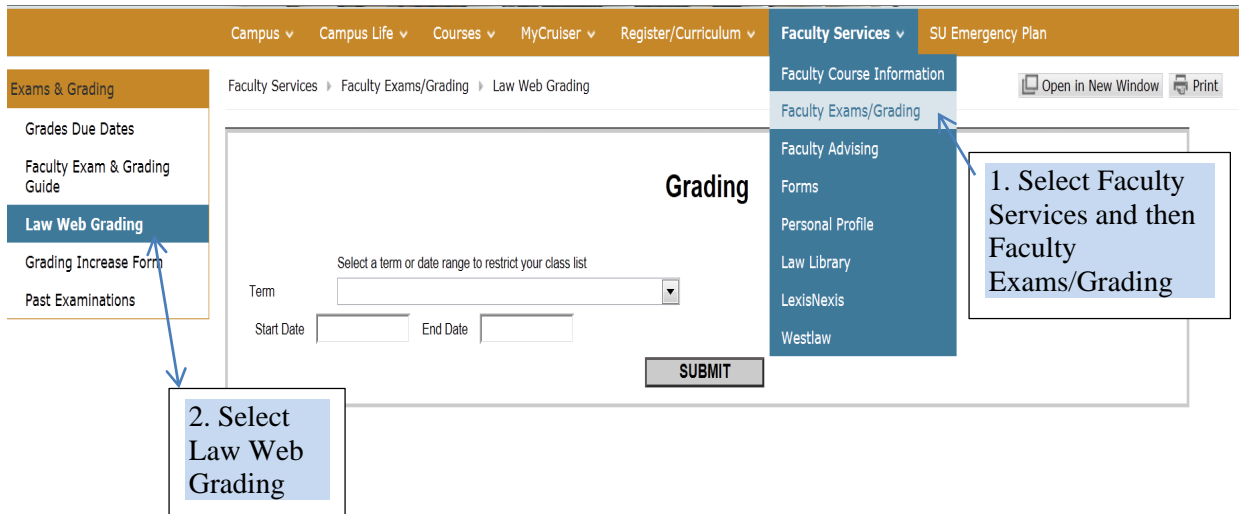 Campus Campus Life Courses MyCruiser Register/Curriculum Faculty Services SU Emergency Plan
Exams & Grading
Grades Due Dates
Faculty Exam & Grading
Guide
Law Web Grading
Grading Increase Form
Past Examinations
Faculty Services Faculty Exams/Grading Law Web Grading
Faculty Course Information
Faculty Exams/Grading
Faculty Advising
Forms
Personal Profile
Law Library
LexisNexis
Westlaw
Open in New Window Print
Grading
Select a term or date range to restrict your class list
Term
Start Date End Date
SUBMIT
1. Select Faculty
Services and then
Faculty
Exams/Grading
2. Select
Law Web
Grading